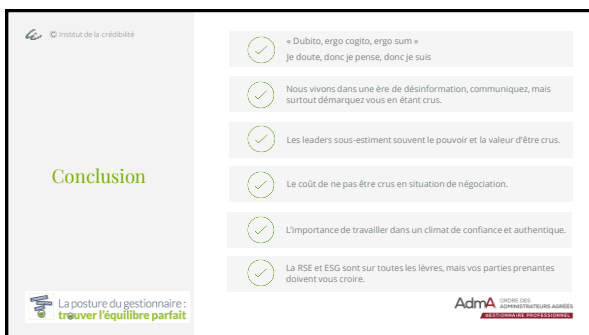 © Institut de la crédibilité
Conclusion
« Dubito, ergo cogito, ergo sum »
Je doute, donc je pense, donc je suis
Nous vivons dans une ère de désinformation, communiquez, mais
surtout démarquez vous en étant crus.
Les leaders sous-estiment souvent le pouvoir et la valeur d'être crus.
Le coût de ne pas être crus en situation de négociation.
L'importance de travailler dans un climat de confiance et authentique.
La RSE et ESG sont sur toutes les lèvres, mais vos parties prenantes
doivent vous croire.
La posture du gestionnaire :
trouver l'équilibre parfait
AdmA ORDRE DES
ADMINISTRATEURS AGRÉÉS
GESTIONNAIRE PROFESSIONNEL